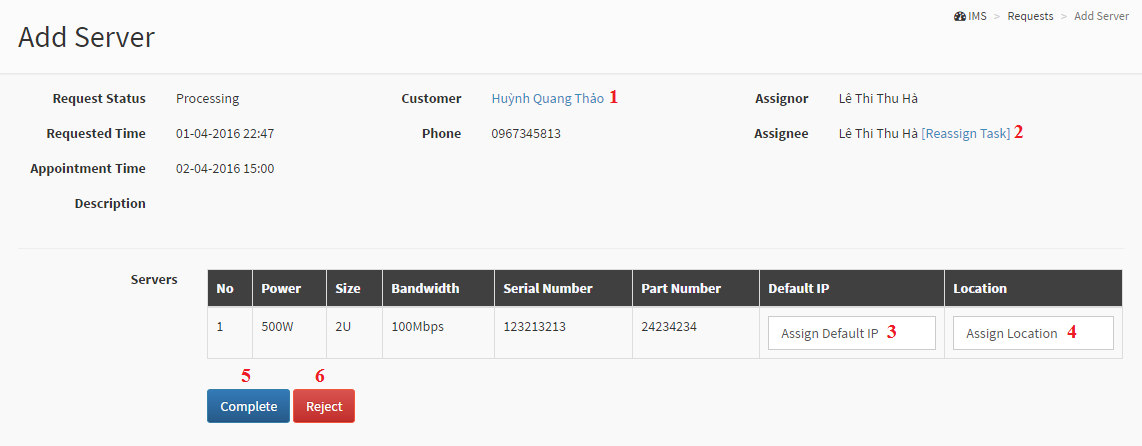 IMS > Requests > Add Server
Add Server
Request Status Processing Customer Huỳnh Quang Thảo 1 Assignor Lê Thi Thu Hà
Requested Time 01-04-2016 22:47 Phone 0967345813 Assignee Lê Thi Thu Hà [Reassign Task] 2
Appointment Time 02-04-2016 15:00
Description
Servers No Power Size Bandwidth Serial Number Part Number Default IP Location
1 500W 2U 100Mbps 123213213 24234234 Assign Default IP 3 Assign Location 4
5 6
Complete Reject